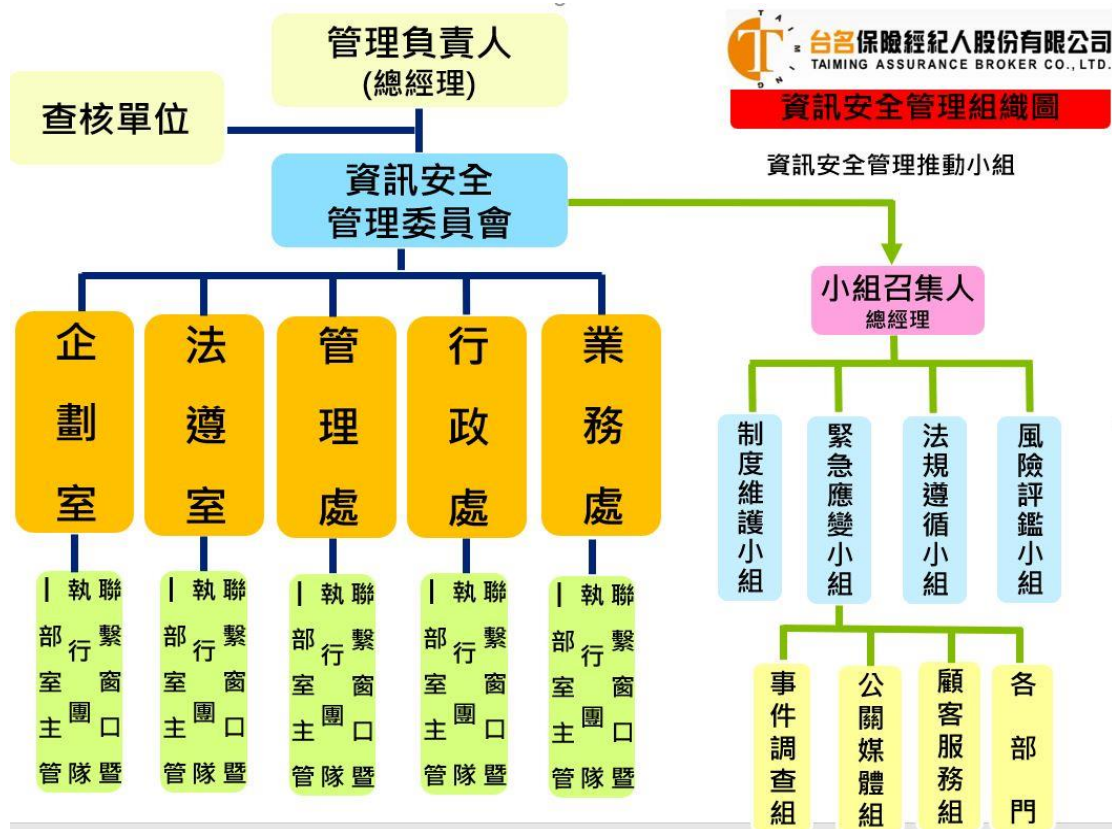 管理負責人
(總經理)
查核單位
資訊安全
管理委員會
TAIMING
台名保險經紀人股份有限公司
TAIMING ASSURANCE BROKER CO., LTD.
資訊安全管理組織圖
資訊安全管理推動小組
小組召集人
總經理
企劃室
法遵室
管理處
行政處
業務處
聯繫窗口暨
執行團隊
部室主管
聯繫窗口暨
執行團隊
部室主管
聯繫窗口暨
執行團隊
部室主管
聯繫窗口暨
執行團隊
部室主管
聯繫窗口暨
執行團隊
部室主管
制度維護小組
緊急應變小組
法規遵循小組
風險評鑑小組
事件調查組
公關媒體組
顧客服務組
各部門